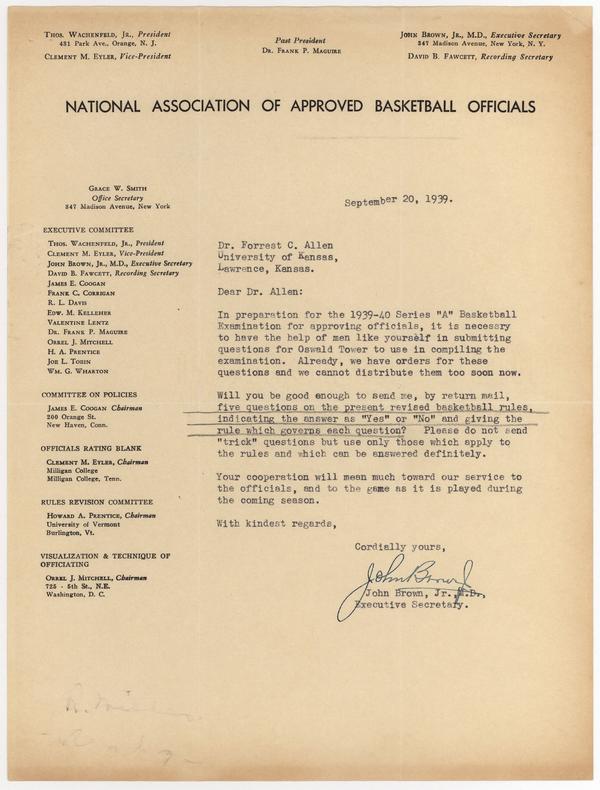 Thos. Wachenfeld, Jr., President
431 Park Ave., Orange, N. J.
Clement M. Eyler, Vice-President
Past President
Dr. Frank P. Maguire
John Brown, Jr., M.D., Executive Secretary
347 Madison Avenue, New York, N. Y.
David B. Fawcett, Recording Secretary
NATIONAL ASSOCIATION OF APPROVED BASKETBALL OFFICIALS
Grace W. Smith
Office Secretary
347 Madison Avenue, New York
EXECUTIVE COMMITTEE
Thos. Wachenfeld, Jr., President
Clement M. Eyler, Vice-President
John Brown, Jr., M.D., Executive Secretary
David B. Fawcett, Recording Secretary
James E. Coogan
Frank C. Corrigan
R. L. Davis
Edw. M. Kelleher
Valentine Lentz
Dr. Frank P. Maguire
Orrel J. Mitchell
H. A. Prentice
Joe L. Tobin
Wm. G. Wharton
COMMITTEE ON POLICIES
James E. Coogan Chairman
200 Orange St.
New Haven, Conn.
OFFICIALS RATING BLANK
Clement M. Eyler, Chairman
Milligan College
Milligan College, Tenn.
RULES REVISION COMMITTEE
Howard A. Prentice, Chairman
University of Vermont
Burlington, Vt.
VISUALIZATION & TECHNIQUE OF
OFFICIATING
Orrel J. Mitchell, Chairman
725 - 5th St., N.E.
Washington, D. C.
September 20, 1939.
Dr. Forrest C. Allen
University of Kansas,
Lawrence, Kansas.
Dear Dr. Allen:
In preparation for the 1939-40 Series "A" Basketball
Examination for approving officials, it is necessary
to have the help of men like yourself in submitting
questions for Oswald Tower to use in compiling the
examination. Already, we have orders for these
questions and we cannot distribute them too soon now.
Will you be good enough to send me, by return mail,
five questions on the present revised basketball rules,
indicating the answer as "Yes" or "No" and giving the
rule which governs each question? Please do not send
"trick" questions but use only those which apply to
the rules and which can be answered definitely.
Your cooperation will mean much toward our service to
the officials, and to the game as it is played during
the coming season.
With kindest regards,
Cordially yours,
John Brown Jr
John Brown, Jr., M.D.,
Executive Secretary.